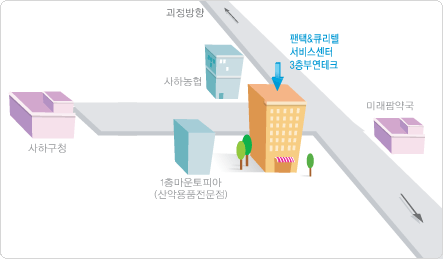 괴정방향
팬택&큐리텔
서비스센터
3층부연테크
사하농협
미래팜약국
사하구청
1층마운토피아
(산악용품전문점)